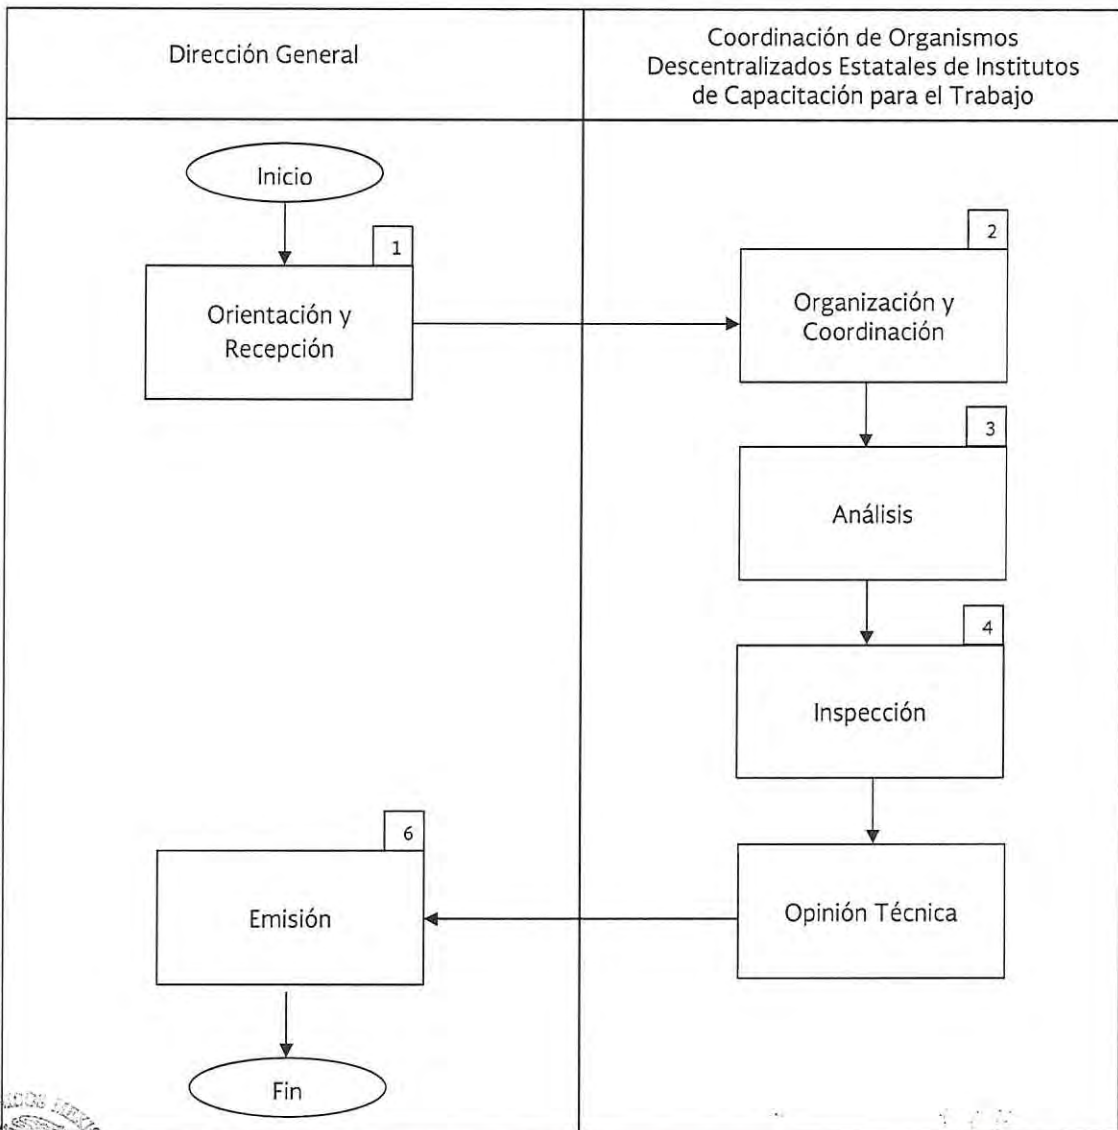 Dirección General
Coordinación de Organismos
Descentralizados Estatales de Institutos
de Capacitación para el Trabajo
Inicio
1
Orientación y
Recepción
2
Organización y
Coordinación
3
Análisis
4
Inspección
Opinión Técnica
6
Emisión
Fin